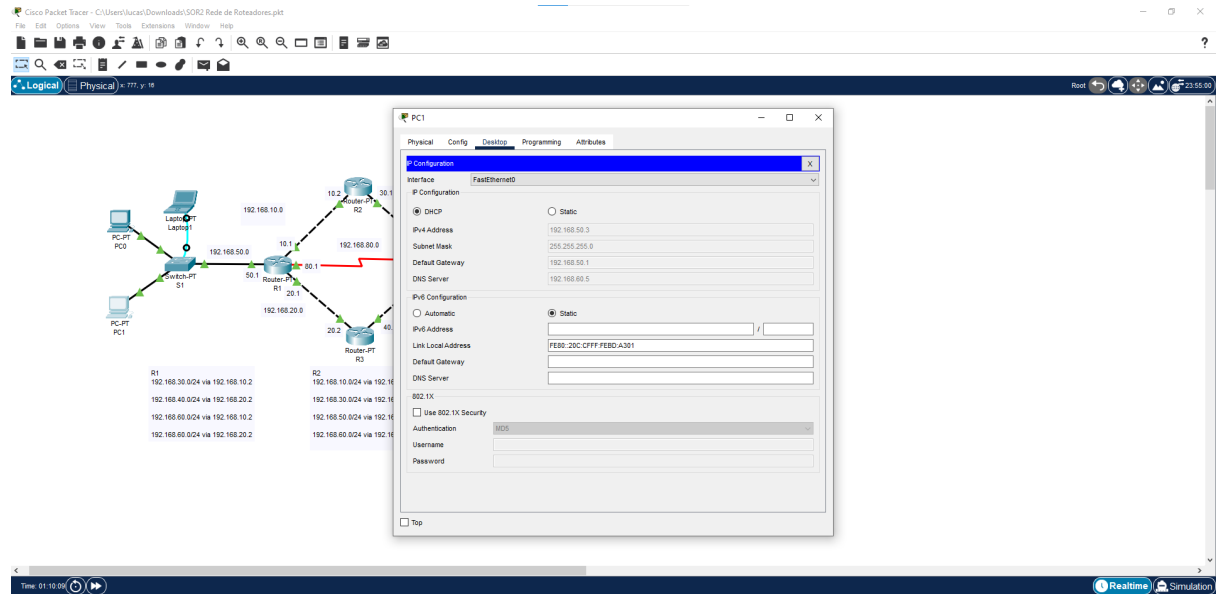 Cisco Packet Tracer - C:\Users\lucas\Downloads\SOR2 Rede de Roteadores.pkt
File Edit Options View Tools Extensions Window Help
?
Logical Physical x: 777, y: 16 Root 23:55:00
PC1
Physical Config Desktop Programming Attributes
IP Configuration X
Interface FastEthernet0
IP Configuration
DHCP Static
IPv4 Address 192.168.50.3
Subnet Mask 255.255.255.0
Default Gateway 192.168.50.1
DNS Server 192.168.60.5
IPv6 Configuration
Automatic Static
IPv6 Address /
Link Local Address FE80::20C:CFFF:FEBD:A301
Default Gateway
DNS Server
802.1X
Use 802.1X Security
Authentication MD5
Username
Password
Top
10.2 30.1
Router-PT
R2
192.168.10.0
Laptop-PT
Laptop1
PC-PT
PC0
10.1 192.168.80.0
192.168.50.0
80.1
Switch-PT
S1
50.1 Router-PT
R1
20.1
192.168.20.0
PC-PT
PC1
20.2 40.
Router-PT
R3
R1
192.168.30.0/24 via 192.168.10.2
192.168.40.0/24 via 192.168.20.2
192.168.60.0/24 via 192.168.10.2
192.168.60.0/24 via 192.168.20.2
R2
192.168.10.0/24 via 192.16
192.168.30.0/24 via 192.16
192.168.50.0/24 via 192.16
192.168.60.0/24 via 192.16
Time: 01:10:09 Realtime Simulation